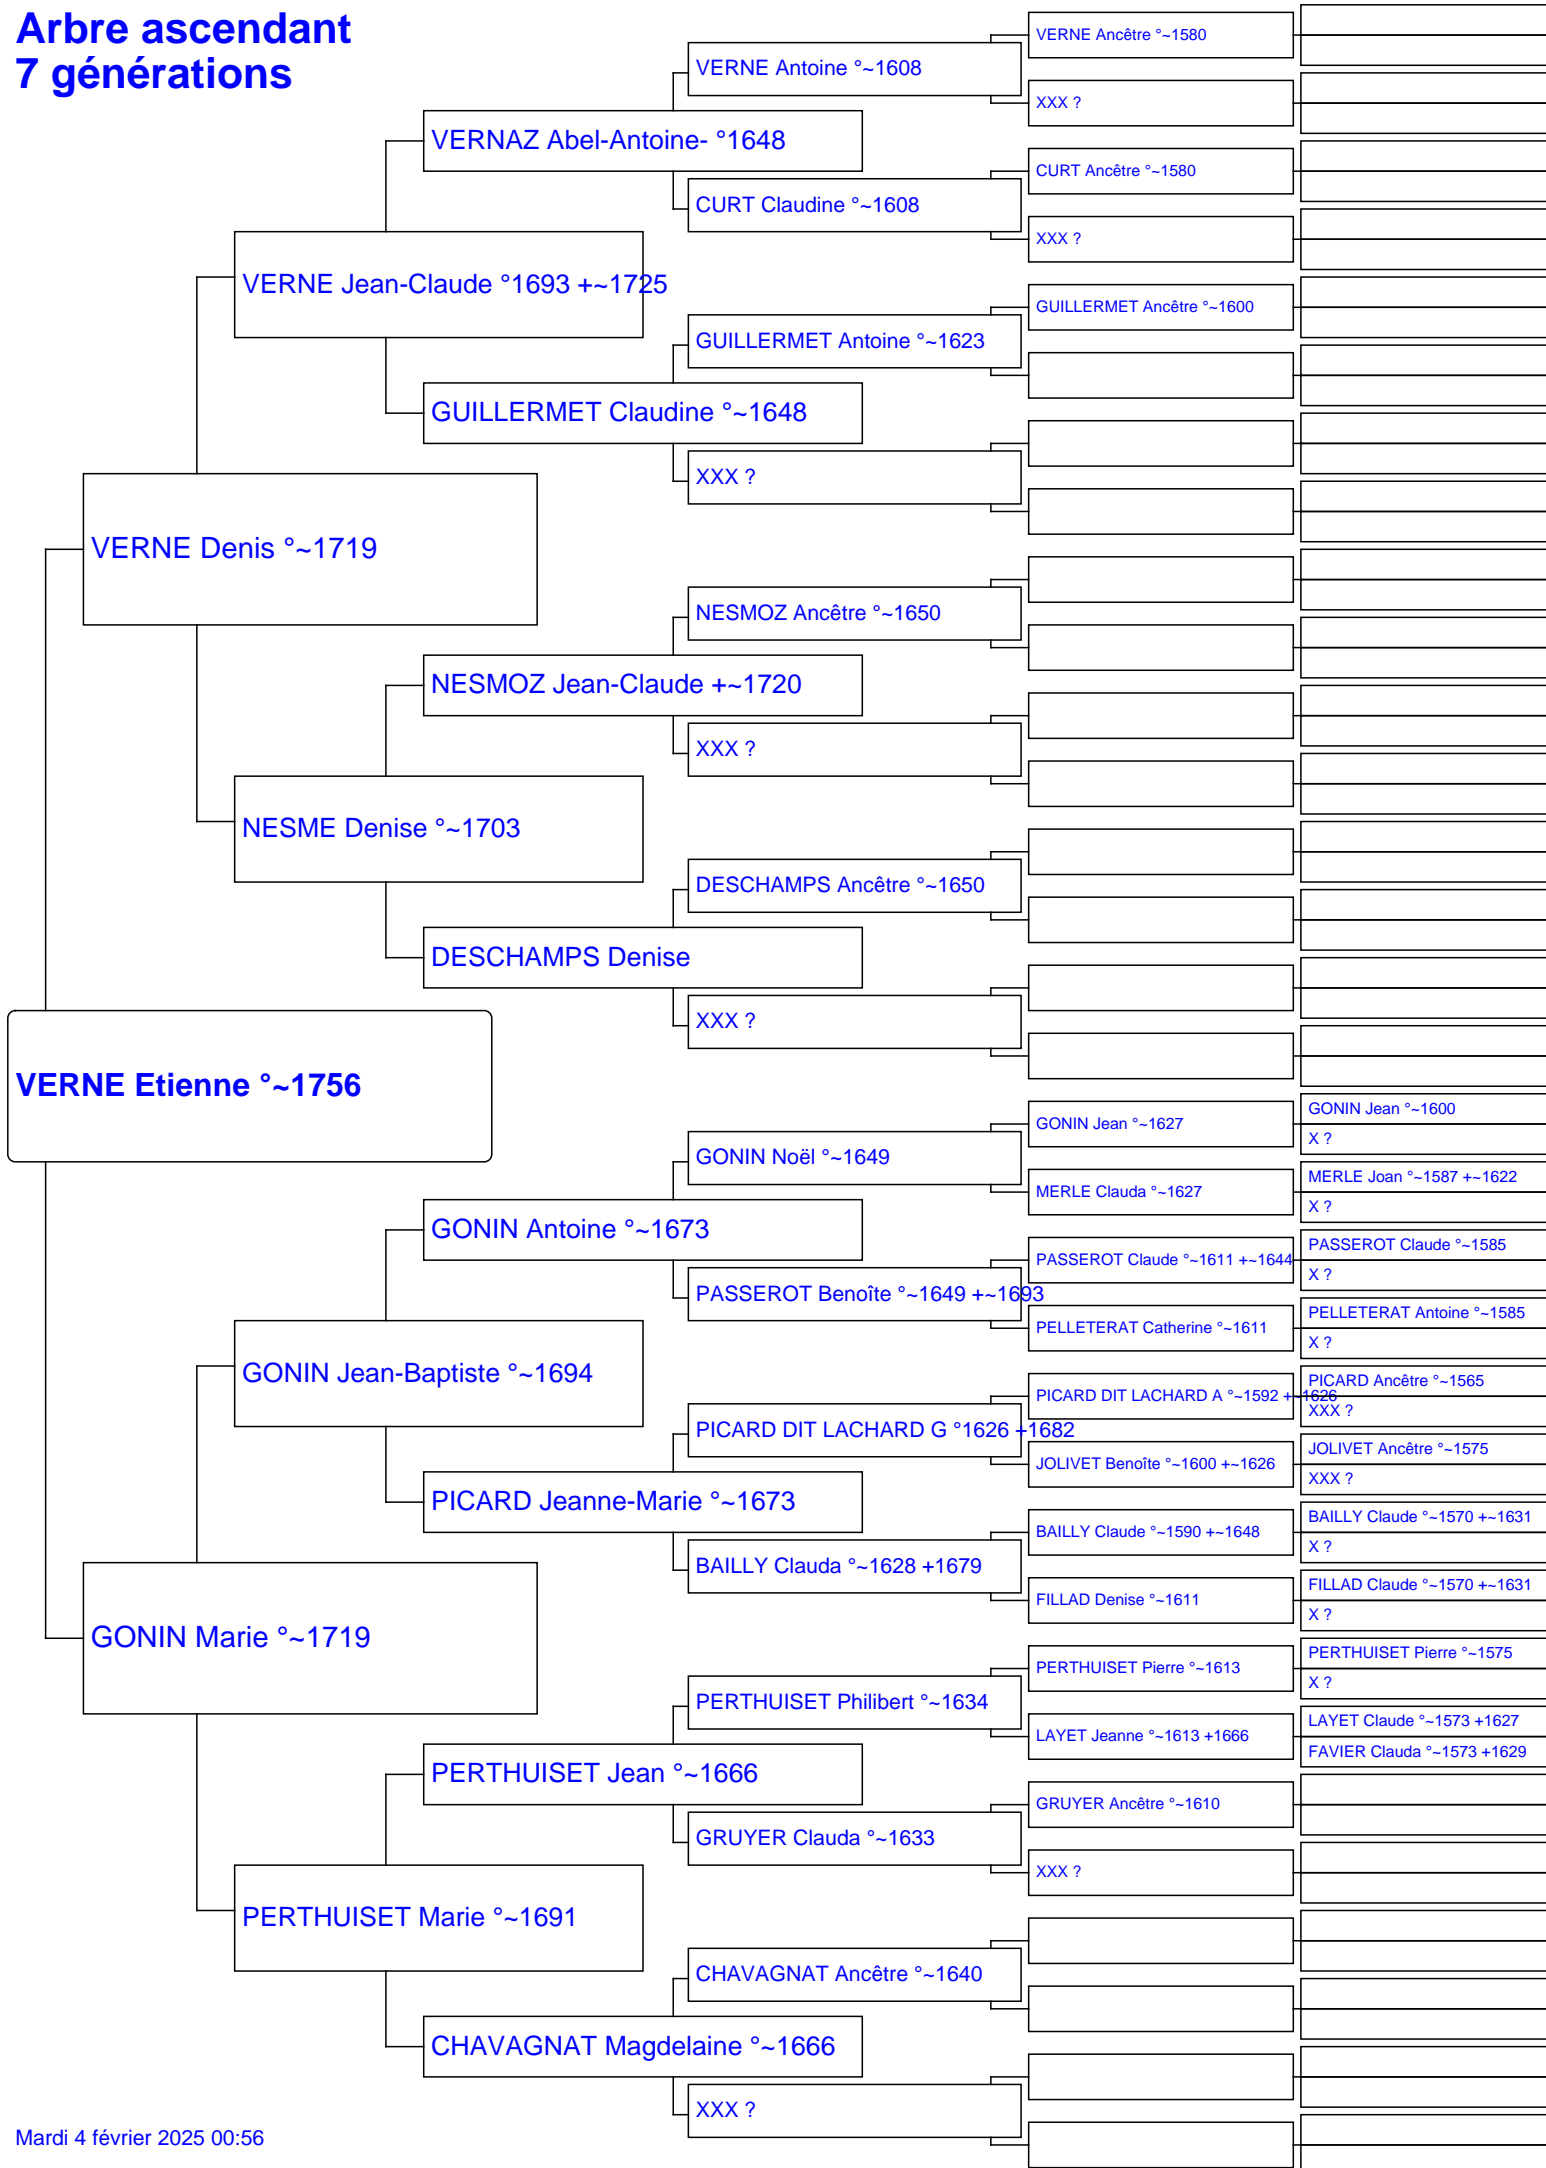 Arbre ascendant
7 générations
VERNE Ancêtre °~1580
VERNE Antoine °~1608
XXX ?
VERNAZ Abel-Antoine- °1648
CURT Ancêtre °~1580
CURT Claudine °~1608
XXX ?
VERNE Jean-Claude °1693 +~1725
GUILLERMET Ancêtre °~1600
GUILLERMET Antoine °~1623
GUILLERMET Claudine °~1648
XXX ?
VERNE Denis °~1719
NESMOZ Ancêtre °~1650
NESMOZ Jean-Claude +~1720
XXX ?
NESME Denise °~1703
DESCHAMPS Ancêtre °~1650
DESCHAMPS Denise
XXX ?
VERNE Etienne °~1756
GONIN Jean °~1600
GONIN Jean °~1627
X ?
GONIN Noël °~1649
MERLE Joan °~1587 +~1622
MERLE Clauda °~1627
X ?
GONIN Antoine °~1673
PASSEROT Claude °~1585
PASSEROT Claude °~1611 +~1644
X ?
PASSEROT Benoîte °~1649 +~1693
PELLETERAT Antoine °~1585
PELLETERAT Catherine °~1611
X ?
GONIN Jean-Baptiste °~1694
PICARD Ancêtre °~1565
PICARD DIT LACHARD A °~1592 +~1626
XXX ?
PICARD DIT LACHARD G °1626 +1682
JOLIVET Ancêtre °~1575
JOLIVET Benoîte °~1600 +~1626
XXX ?
PICARD Jeanne-Marie °~1673
BAILLY Claude °~1570 +~1631
BAILLY Claude °~1590 +~1648
X ?
BAILLY Clauda °~1628 +1679
FILLAD Claude °~1570 +~1631
FILLAD Denise °~1611
X ?
GONIN Marie °~1719
PERTHUISET Pierre °~1575
PERTHUISET Pierre °~1613
X ?
PERTHUISET Philibert °~1634
LAYET Claude °~1573 +1627
LAYET Jeanne °~1613 +1666
FAVIER Clauda °~1573 +1629
PERTHUISET Jean °~1666
GRUYER Ancêtre °~1610
GRUYER Clauda °~1633
XXX ?
PERTHUISET Marie °~1691
CHAVAGNAT Ancêtre °~1640
CHAVAGNAT Magdelaine °~1666
XXX ?
Mardi 4 février 2025 00:56